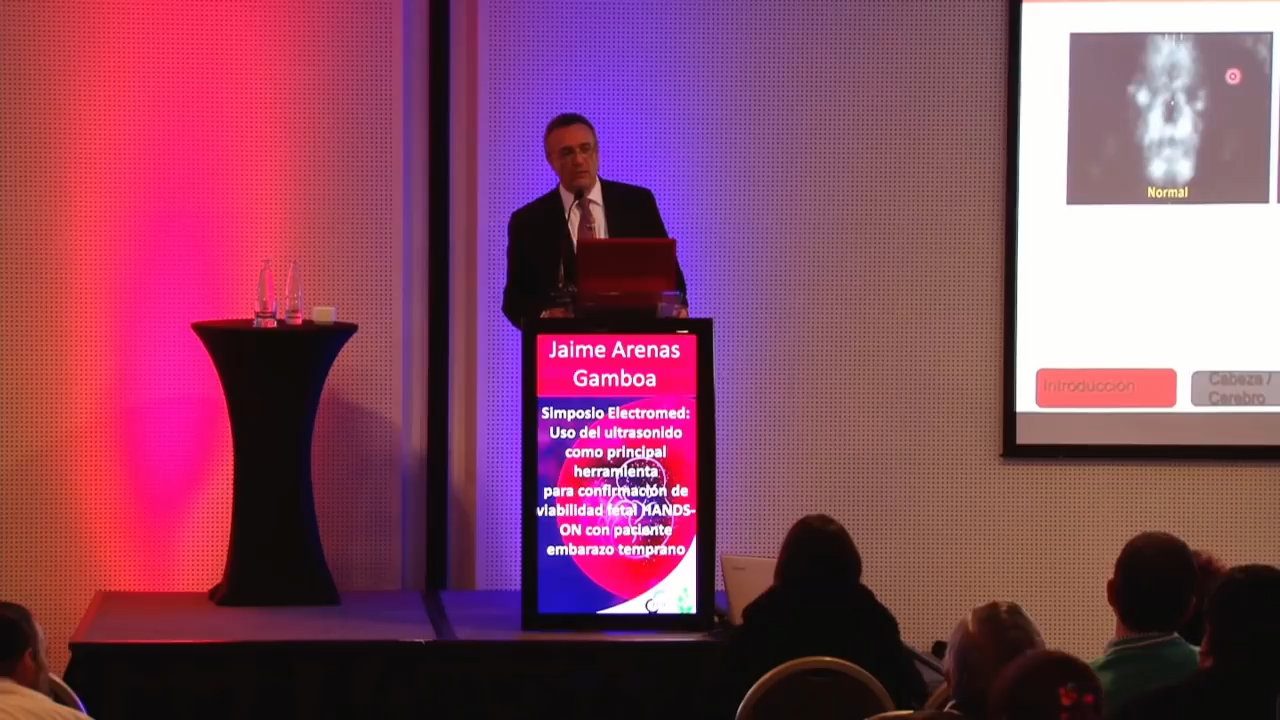 Jaime Arenas
Gamboa
Simposio Electromed:
Uso del ultrasonido
como principal
herramienta
para confirmación de
viabilidad fetal HANDS-
ON con paciente
embarazo temprano
Normal
Introducción
Cabeza /
Cerebro